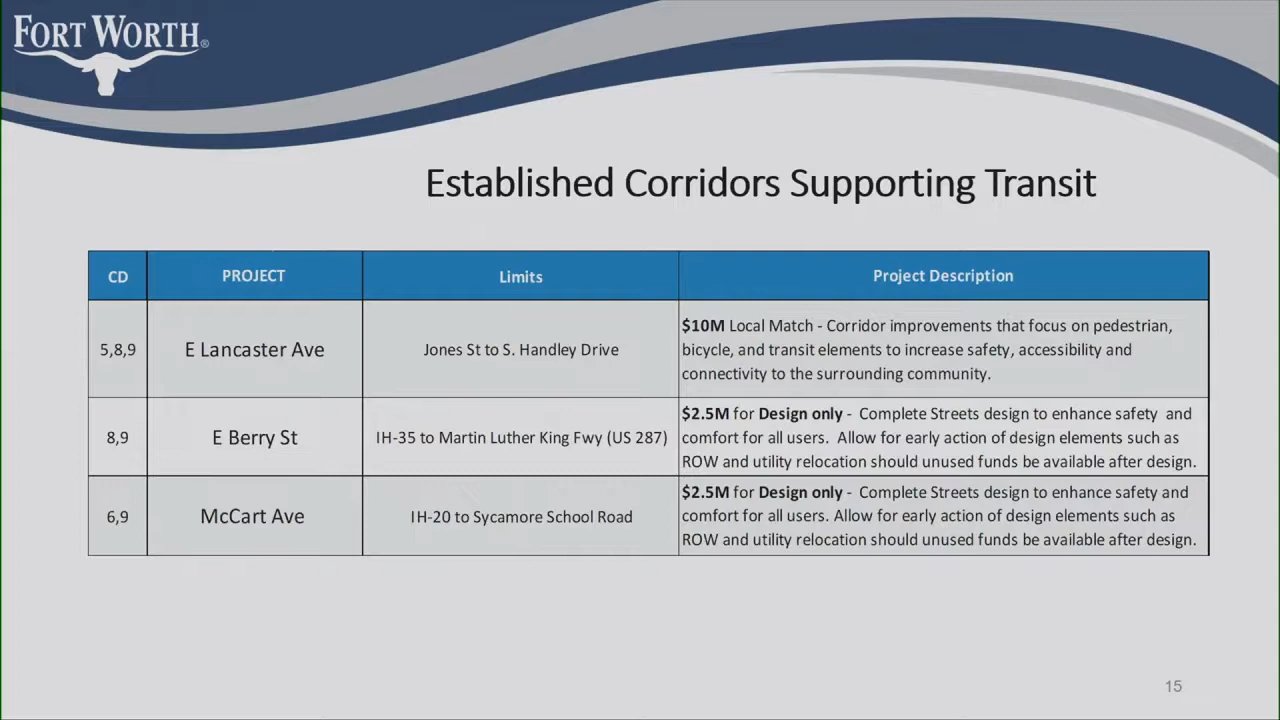 FORT WORTH®
Established Corridors Supporting Transit
CD PROJECT Limits Project Description
5,8,9 E Lancaster Ave Jones St to S. Handley Drive $10M Local Match - Corridor improvements that focus on pedestrian,
bicycle, and transit elements to increase safety, accessibility and
connectivity to the surrounding community.
8,9 E Berry St IH-35 to Martin Luther King Fwy (US 287) $2.5M for Design only - Complete Streets design to enhance safety and
comfort for all users. Allow for early action of design elements such as
ROW and utility relocation should unused funds be available after design.
6,9 McCart Ave IH-20 to Sycamore School Road $2.5M for Design only - Complete Streets design to enhance safety and
comfort for all users. Allow for early action of design elements such as
ROW and utility relocation should unused funds be available after design.
15